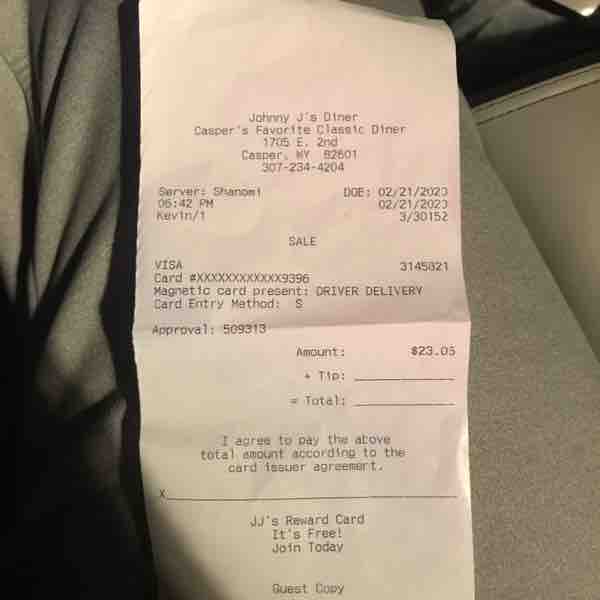 Johnny J's Diner
Casper's Favorite Classic Diner
1705 E. 2nd
Casper, WY 82601
307-234-4204
Server: Shanomi DOB: 02/21/2023
06:42 PM 02/21/2023
Kevin/1 3/30152
SALE
VISA 3145821
Card #XXXXXXXXXXXX9396
Magnetic card present: DRIVER DELIVERY
Card Entry Method: S
Approval: 509313
Amount: $23.05
+ Tip:
= Total:
I agree to pay the above
total amount according to the
card issuer agreement.
X
JJ's Reward Card
It's Free!
Join Today
Guest Copy